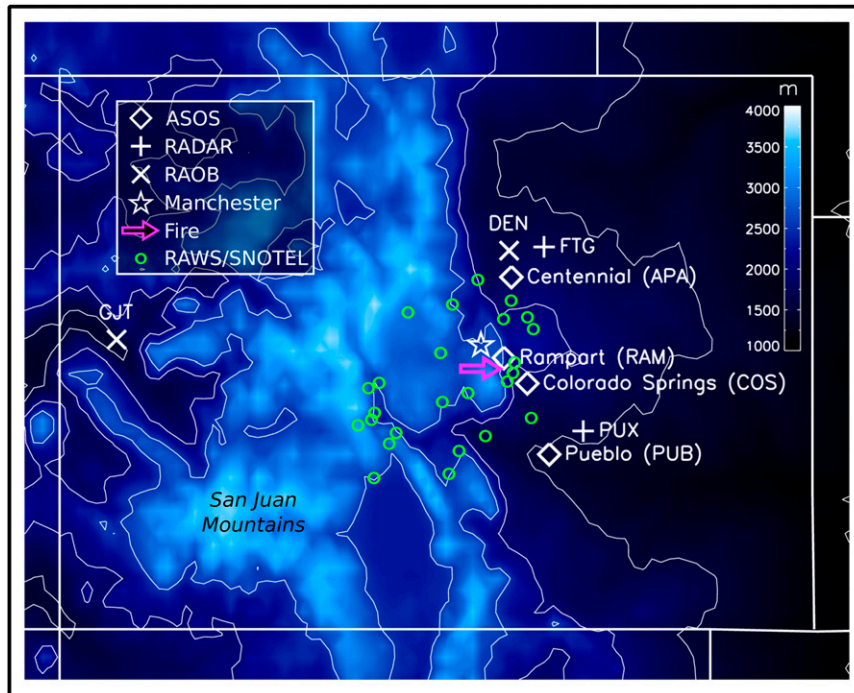 m
ASOS
RADAR
RAOB
Manchester
Fire
RAWS/SNOTEL
4000
3500
3000
2500
2000
1500
1000
DEN
FTG
Centennial (APA)
GJT
Rampart (RAM)
Colorado Springs (COS)
PUX
Pueblo (PUB)
San Juan
Mountains